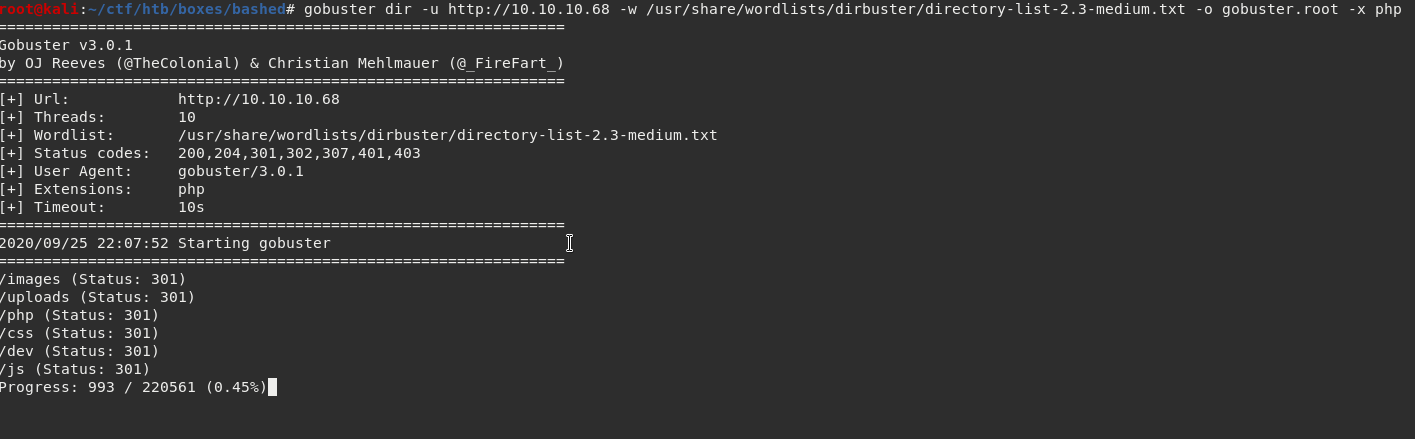 root@kali:~/ctf/htb/boxes/bashed# gobuster dir -u http://10.10.10.68 -w /usr/share/wordlists/dirbuster/directory-list-2.3-medium.txt -o gobuster.root -x php
===============================================================
Gobuster v3.0.1
by OJ Reeves (@TheColonial) & Christian Mehlmauer (@_FireFart_)
===============================================================
[+] Url:            http://10.10.10.68
[+] Threads:        10
[+] Wordlist:       /usr/share/wordlists/dirbuster/directory-list-2.3-medium.txt
[+] Status codes:   200,204,301,302,307,401,403
[+] User Agent:     gobuster/3.0.1
[+] Extensions:     php
[+] Timeout:        10s
===============================================================
2020/09/25 22:07:52 Starting gobuster
===============================================================
/images (Status: 301)
/uploads (Status: 301)
/php (Status: 301)
/css (Status: 301)
/dev (Status: 301)
/js (Status: 301)
Progress: 993 / 220561 (0.45%)